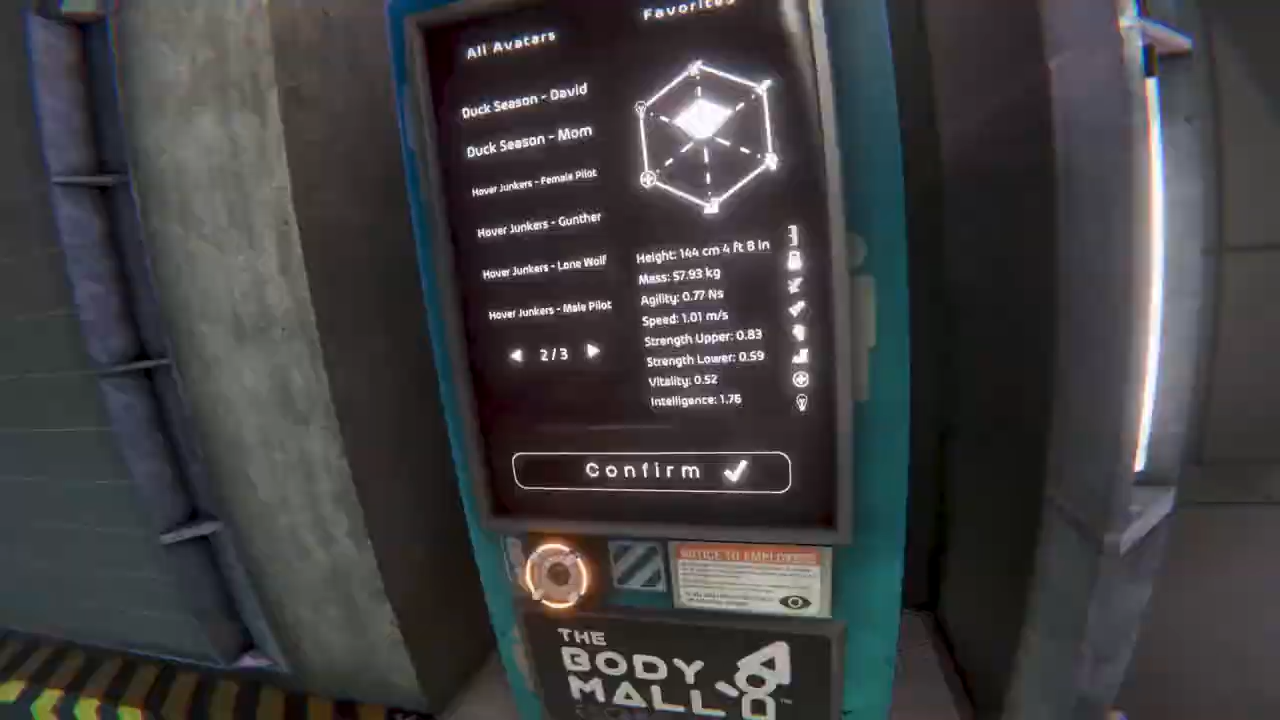 All Avatars
Favorites
Duck Season - David
Duck Season - Mom
Hover Junkers - Female Pilot
Hover Junkers - Gunther
Hover Junkers - Lone Wolf
Hover Junkers - Male Pilot
2/3
Height: 144 cm 4 ft 8 in
Mass: 57.93 kg
Agility: 0.77 Ns
Speed: 1.01 m/s
Strength Upper: 0.83
Strength Lower: 0.59
Vitality: 0.52
Intelligence: 1.76
Confirm
NOTICE TO EMPLOYEES
THE
BODY
MALL